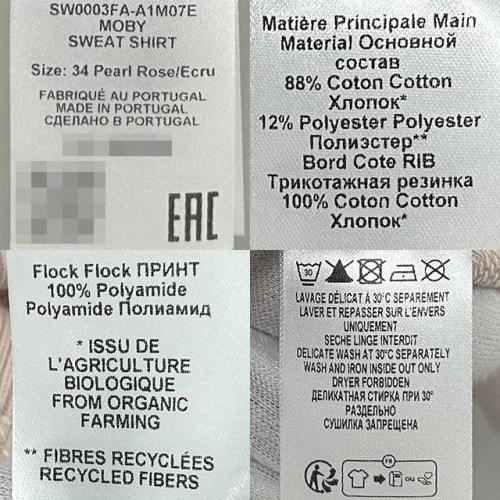 SW0003FA-A1M07E
MOBY
SWEAT SHIRT
Size: 34 Pearl Rose/Ecru
FABRIQUÉ AU PORTUGAL
MADE IN PORTUGAL
СДЕЛАНО В PORTUGAL
EAC
Matière Principale Main
Material Основной
состав
88% Coton Cotton
Хлопок*
12% Polyester Polyester
Полиэстер**
Bord Cote RIB
Трикотажная резинка
100% Coton Cotton
Хлопок*
Flock Flock ПРИНТ
100% Polyamide
Polyamide Полиамид
* ISSU DE
L'AGRICULTURE
BIOLOGIQUE
FROM ORGANIC
FARMING
** FIBRES RECYCLÉES
RECYCLED FIBERS
30
LAVAGE DÉLICAT À 30°C SEPAREMENT
LAVER ET REPASSER SUR L'ENVERS
UNIQUEMENT
SECHE LINGE INTERDIT
DELICATE WASH AT 30°C SEPARATELY
WASH AND IRON INSIDE OUT ONLY
DRYER FORBIDDEN
ДЕЛИКАТНАЯ СТИРКА ПРИ 30°
РАЗДЕЛЬНО
СУШИЛКА ЗАПРЕЩЕНА
FR
OU